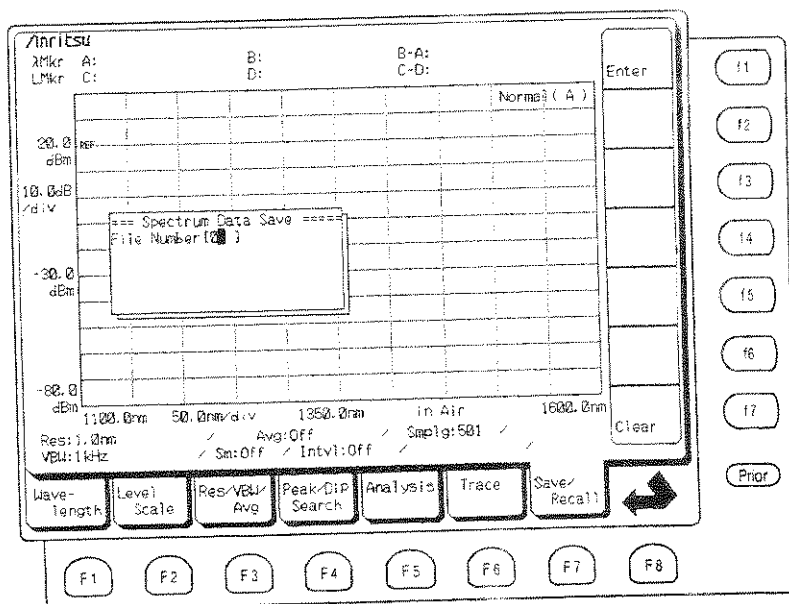 Anritsu
λMkr A: B: B-A:
LMkr C: D: C-D:
Enter
Normal ( A )
20.0 REF
dBm
10.0dB
/div
=== Spectrum Data Save =====
File Number[0 ]
-30.0
dBm
-80.0
dBm
1100.0nm 50.0nm/div 1350.0nm in Air 1600.0nm
Res:1.0nm / Avg:Off / Smplg:501 /
VBW:1kHz / Sm:Off / Intvl:Off / /
Clear
Wave-
length
Level
Scale
Res/VBW/
Avg
Peak/Dip
Search
Analysis
Trace
Save/
Recall
f1
f2
f3
f4
f5
f6
f7
Prior
F1 F2 F3 F4 F5 F6 F7 F8